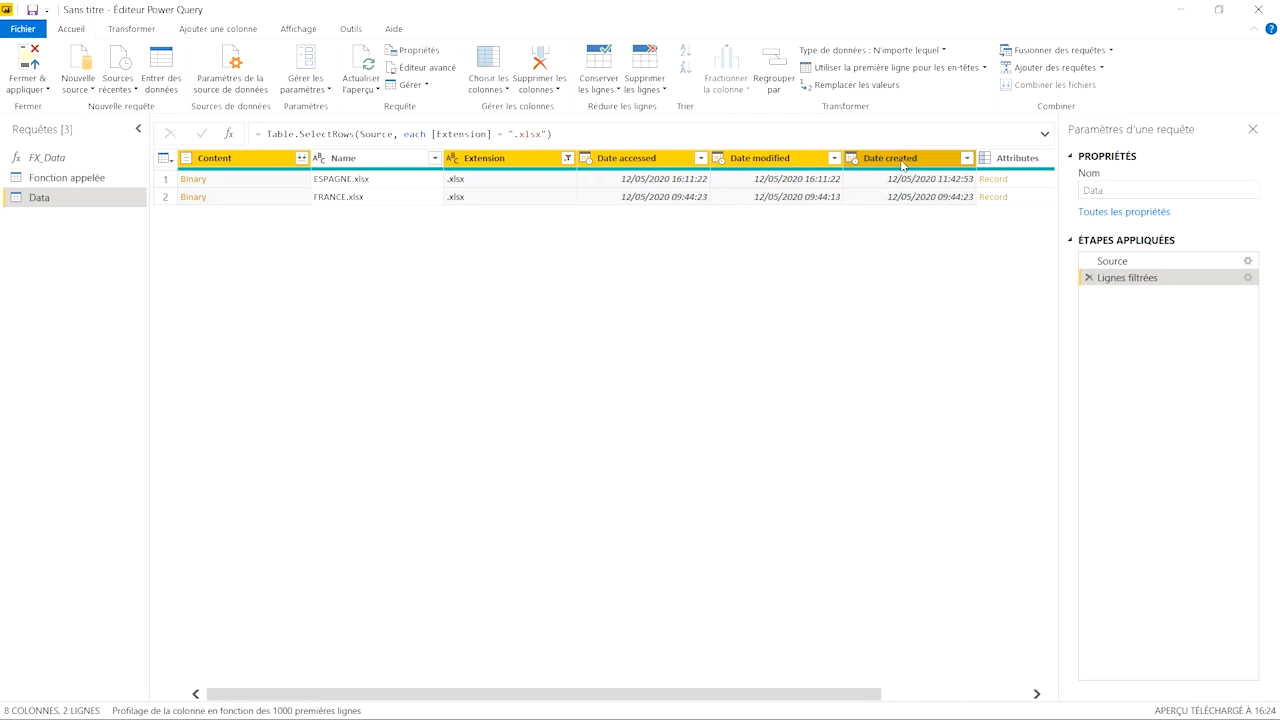 Sans titre - Éditeur Power Query
Fichier Accueil Transformer Ajouter une colonne Affichage Outils Aide
Fermer & appliquer
Nouvelle source
Sources récentes
Entrer des données
Paramètres de la source de données
Gérer les paramètres
Actualiser l'aperçu
Propriétés
Éditeur avancé
Gérer
Choisir les colonnes
Supprimer les colonnes
Conserver les lignes
Supprimer les lignes
Fractionner la colonne
Regrouper par
Type de données : N'importe lequel
Utiliser la première ligne pour les en-têtes
Remplacer les valeurs
Fusionner des requêtes
Ajouter des requêtes
Combiner les fichiers
Fermer Nouvelle requête Sources de données Paramètres Requête Gérer les colonnes Réduire les lignes Trier Transformer Combiner
Requêtes [3]
FX_Data
Fonction appelée
Data
= Table.SelectRows(Source, each [Extension] = ".xlsx")
Content Name Extension Date accessed Date modified Date created Attributes
1 Binary ESPAGNE.xlsx .xlsx 12/05/2020 16:11:22 12/05/2020 16:11:22 12/05/2020 11:42:53 Record
2 Binary FRANCE.xlsx .xlsx 12/05/2020 09:44:23 12/05/2020 09:44:13 12/05/2020 09:44:23 Record
Paramètres d'une requête
PROPRIÉTÉS
Nom
Data
Toutes les propriétés
ÉTAPES APPLIQUÉES
Source
Lignes filtrées
8 COLONNES, 2 LIGNES Profilage de la colonne en fonction des 1000 premières lignes
APERÇU TÉLÉCHARGÉ À 16:24